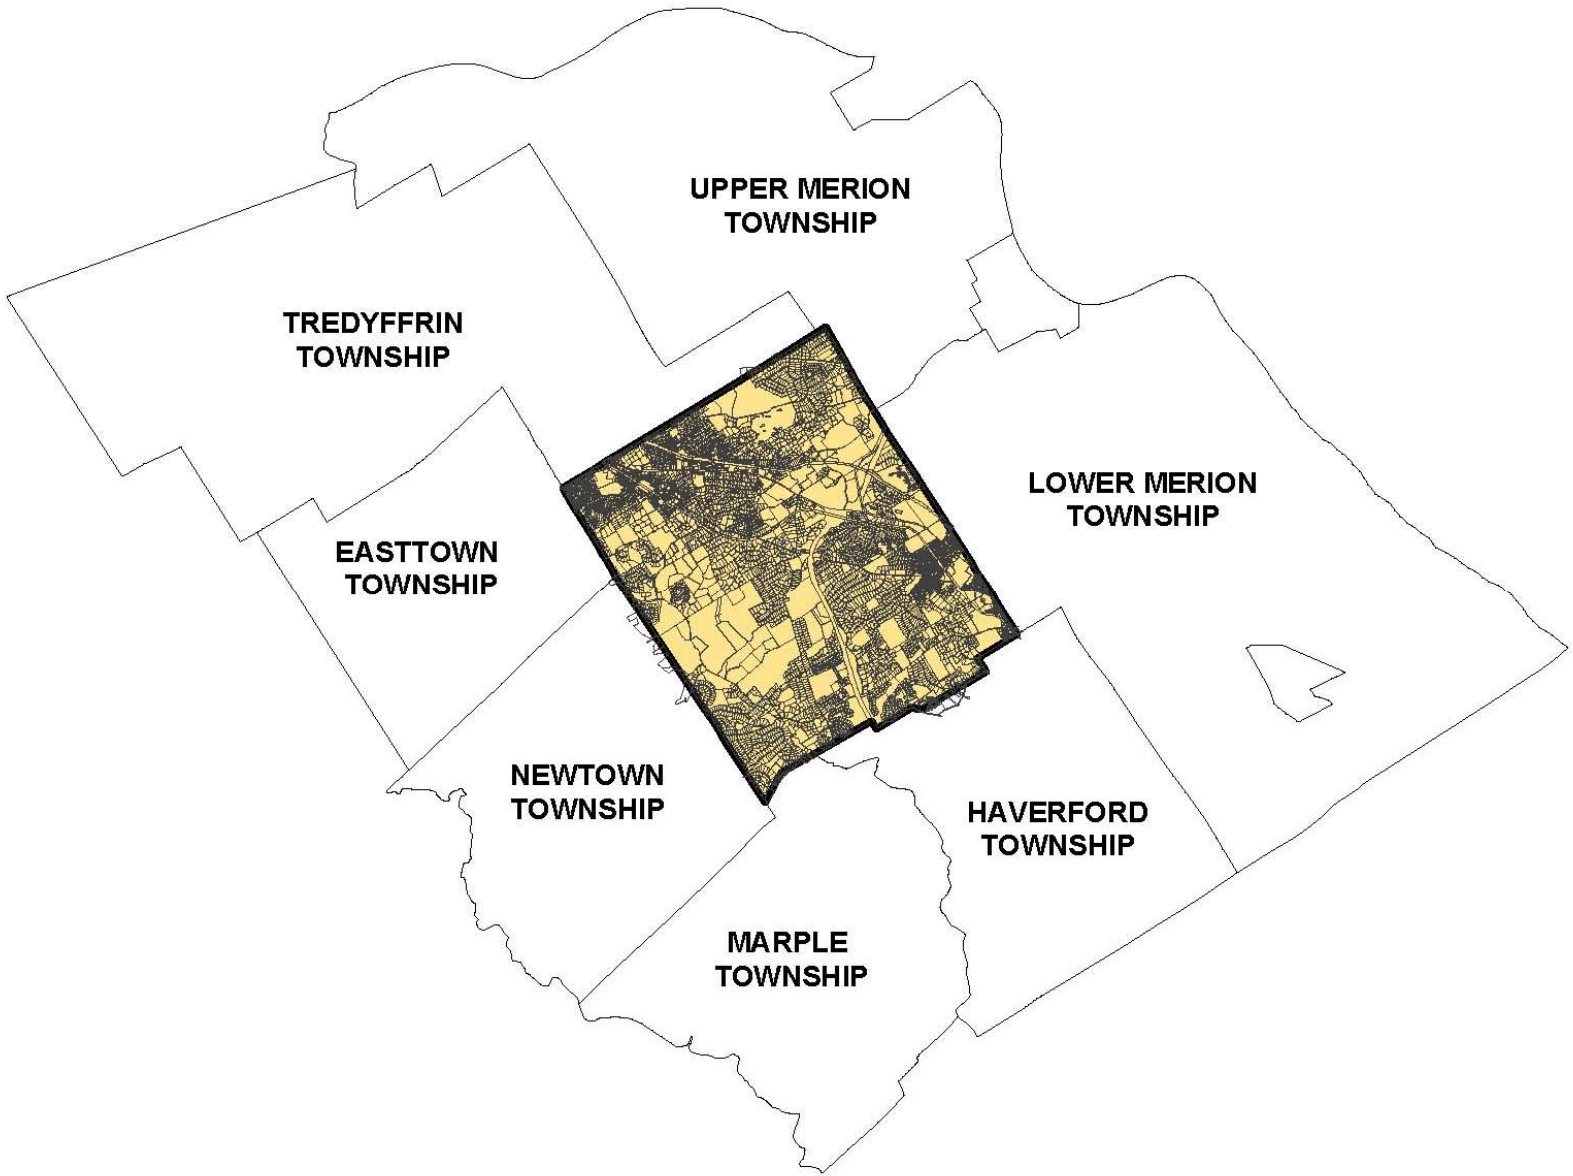 UPPER MERION
TOWNSHIP
TREDYFFRIN
TOWNSHIP
LOWER MERION
TOWNSHIP
EASTTOWN
TOWNSHIP
NEWTOWN
TOWNSHIP
HAVERFORD
TOWNSHIP
MARPLE
TOWNSHIP